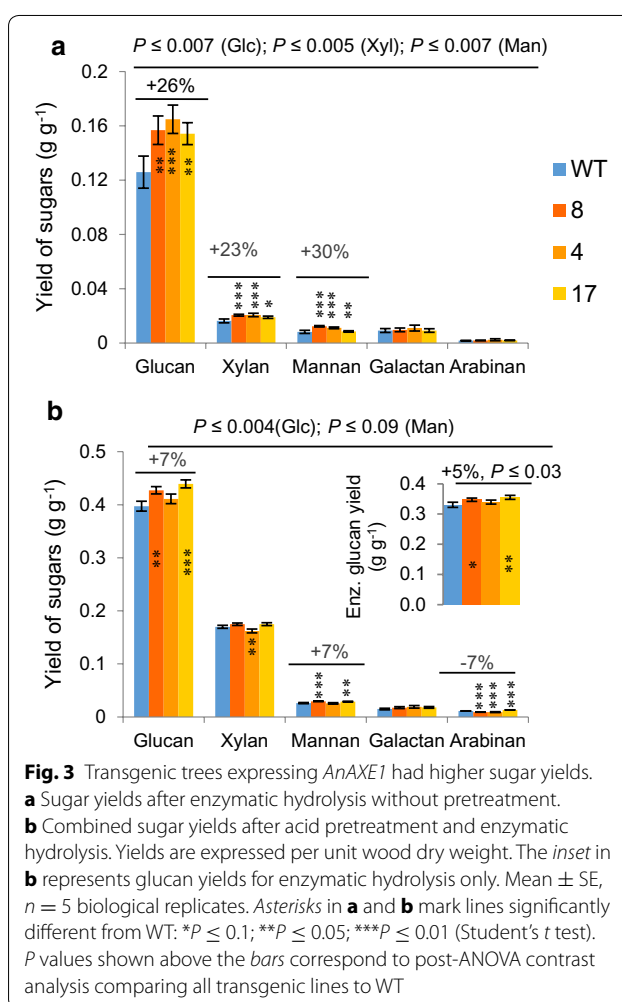 a
P ≤ 0.007 (Glc); P ≤ 0.005 (Xyl); P ≤ 0.007 (Man)
Yield of sugars (g g⁻¹)
0.2
0.16
0.12
0.08
0.04
0
+26%
** *** **
+23%
*** *** *
+30%
*** *** **
Glucan Xylan Mannan Galactan Arabinan
WT
8
4
17
b
P ≤ 0.004(Glc); P ≤ 0.09 (Man)
Yield of sugars (g g⁻¹)
0.5
0.4
0.3
0.2
0.1
0
+7%
** ***
**
+7%
*** **
-7%
*** *** ***
Glucan Xylan Mannan Galactan Arabinan
+5%, P ≤ 0.03
Enz. glucan yield
(g g⁻¹)
0.4
0.3
0.2
0.1
0.0
* **
Fig. 3 Transgenic trees expressing AnAXE1 had higher sugar yields.
a Sugar yields after enzymatic hydrolysis without pretreatment.
b Combined sugar yields after acid pretreatment and enzymatic
hydrolysis. Yields are expressed per unit wood dry weight. The inset in
b represents glucan yields for enzymatic hydrolysis only. Mean ± SE,
n = 5 biological replicates. Asterisks in a and b mark lines significantly
different from WT: *P ≤ 0.1; **P ≤ 0.05; ***P ≤ 0.01 (Student's t test).
P values shown above the bars correspond to post-ANOVA contrast
analysis comparing all transgenic lines to WT